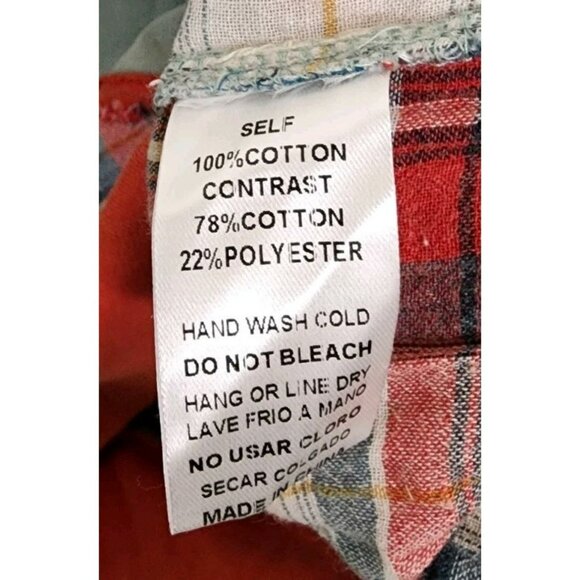 SELF
100%COTTON
CONTRAST
78%COTTON
22%POLYESTER
HAND WASH COLD
DO NOT BLEACH
HANG OR LINE DRY
LAVE FRIO A MANO
NO USAR CLORO
SECAR COLGADO
MADE IN CHINA